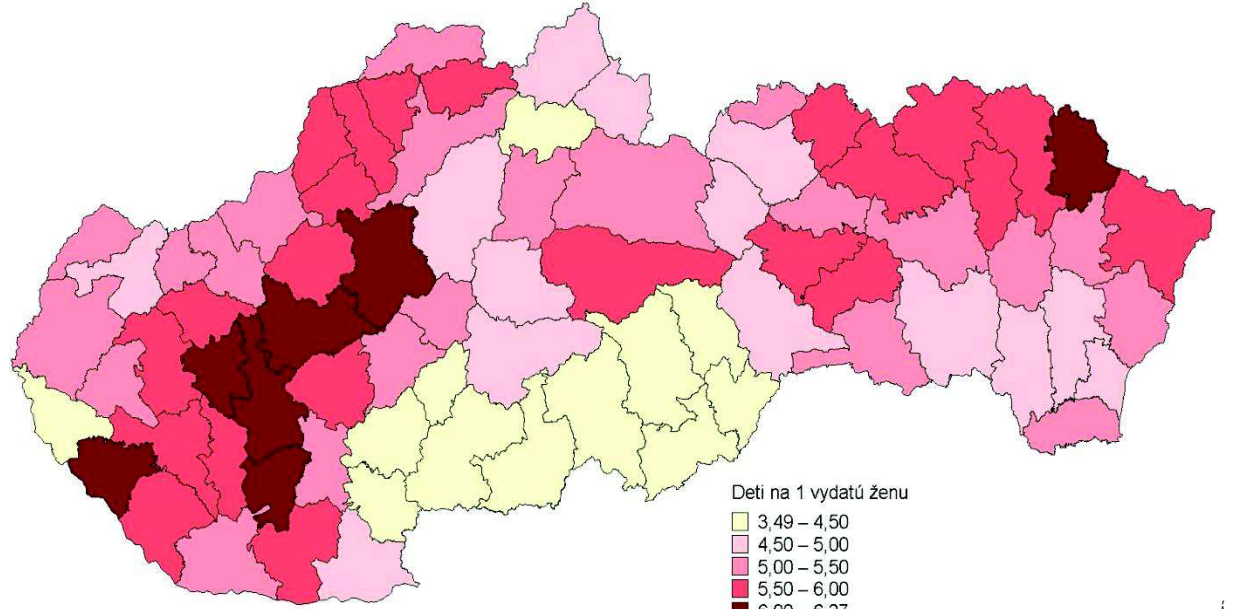 Deti na 1 vydatú ženu
3,49 – 4,50
4,50 – 5,00
5,00 – 5,50
5,50 – 6,00